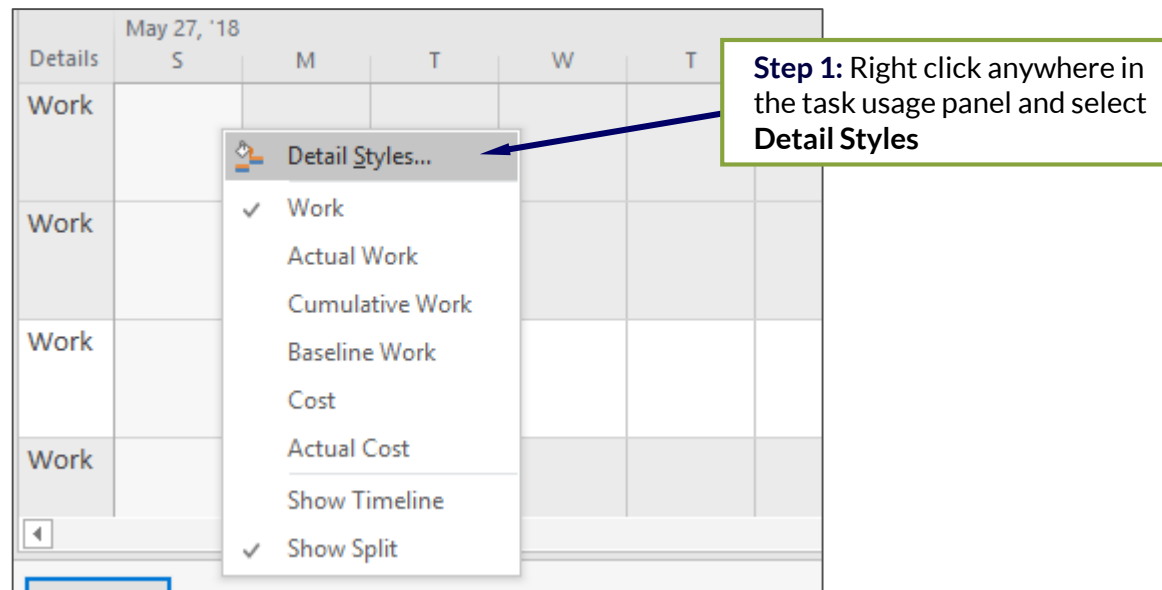 May 27, '18
Details S M T W T
Step 1: Right click anywhere in
the task usage panel and select
Detail Styles
Work
Detail Styles...
Work
Work
Actual Work
Cumulative Work
Work
Baseline Work
Cost
Actual Cost
Work
Show Timeline
Show Split